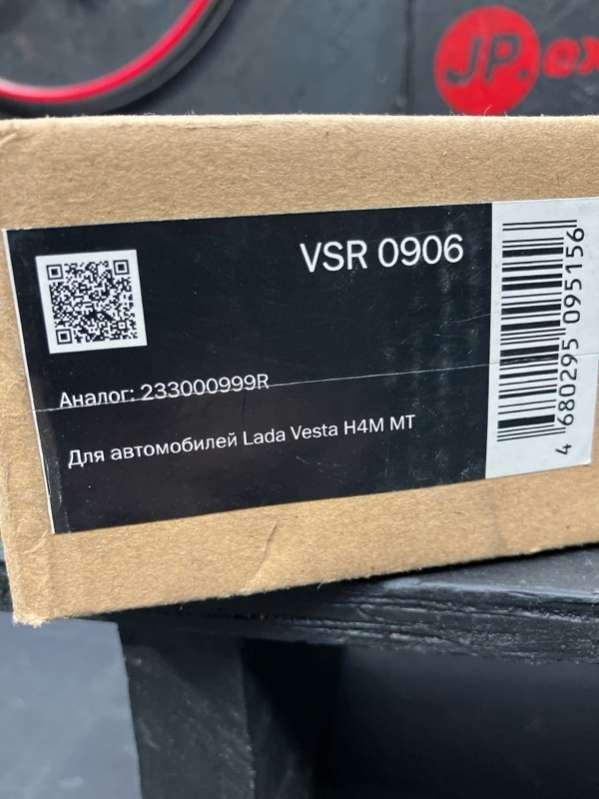 JP.
VSR 0906
Аналог: 233000999R
Для автомобилей Lada Vesta H4M MT
4 680295 095156